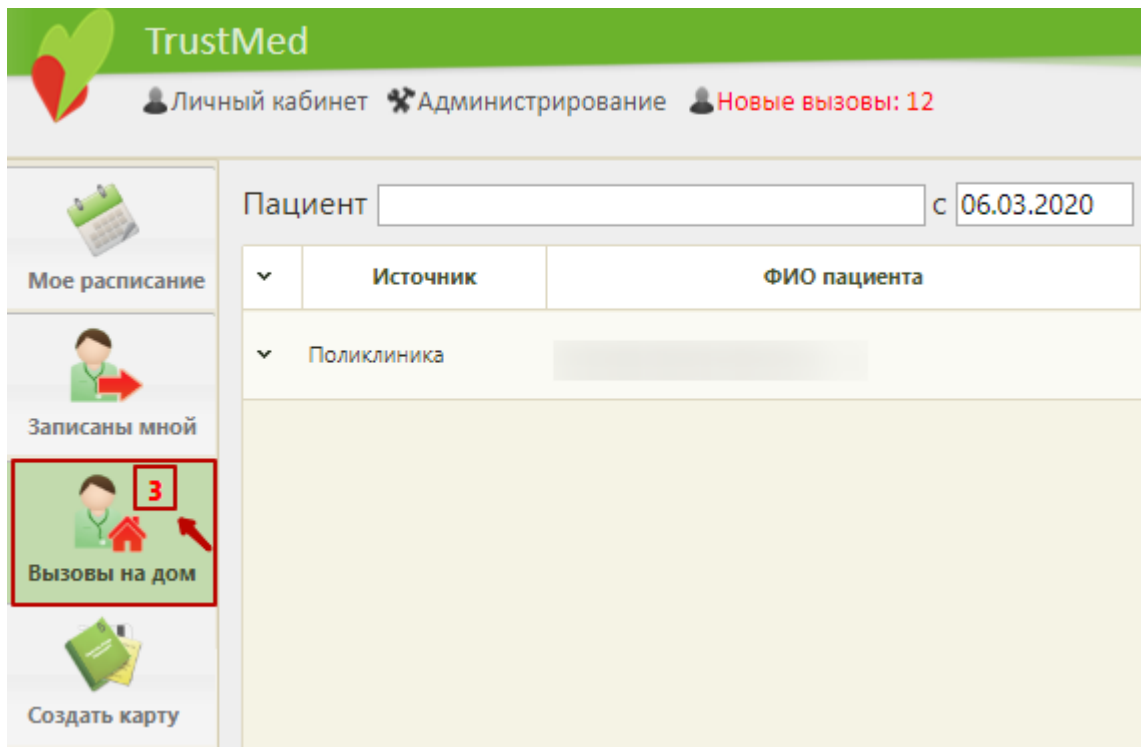 TrustMed
Личный кабинет Администрирование Новые вызовы: 12
Пациент с 06.03.2020
Мое расписание
Источник ФИО пациента
Поликлиника
Записаны мной
3
Вызовы на дом
Создать карту